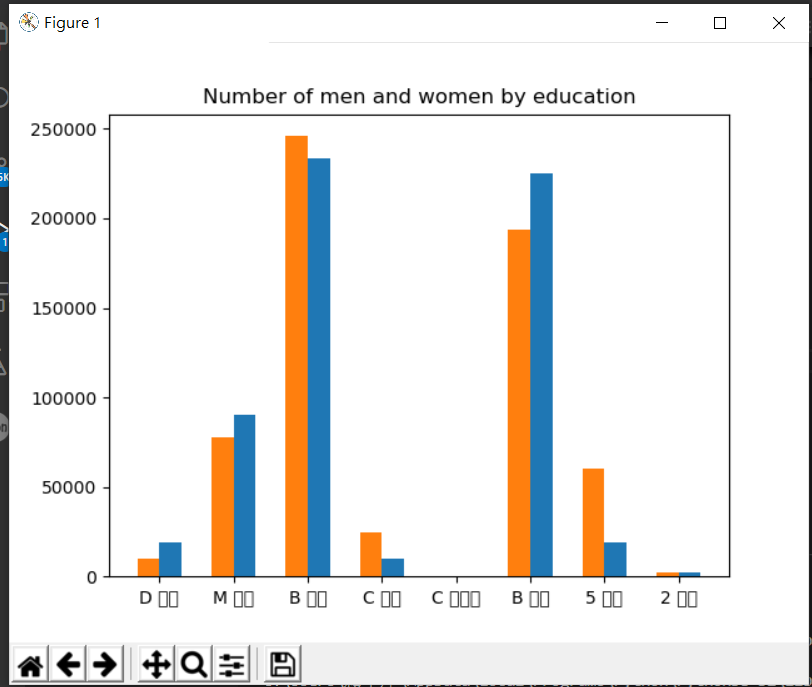 Figure 1
Number of men and women by education
250000
200000
150000
100000
50000
0
D □□ M □□ B □□ C □□ C □□□ B □□ 5 □□ 2 □□